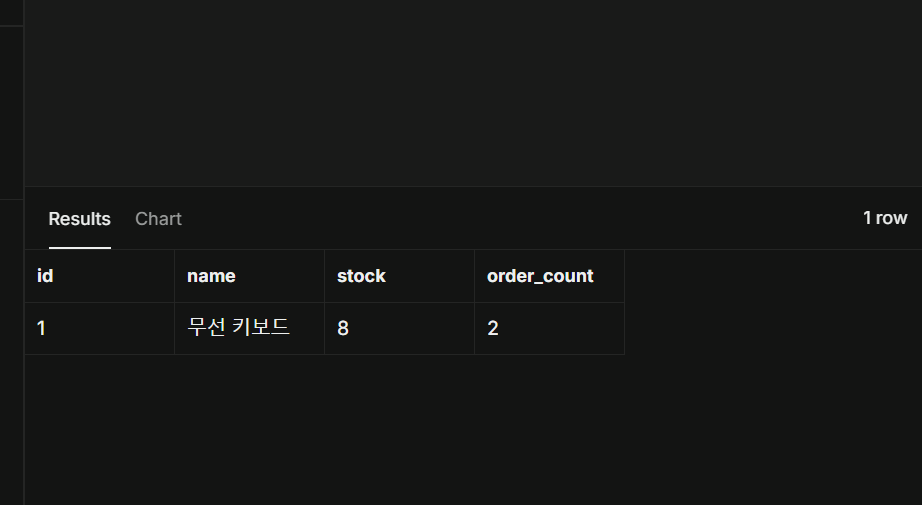 Results Chart 1 row
id name stock order_count
1 무선 키보드 8 2